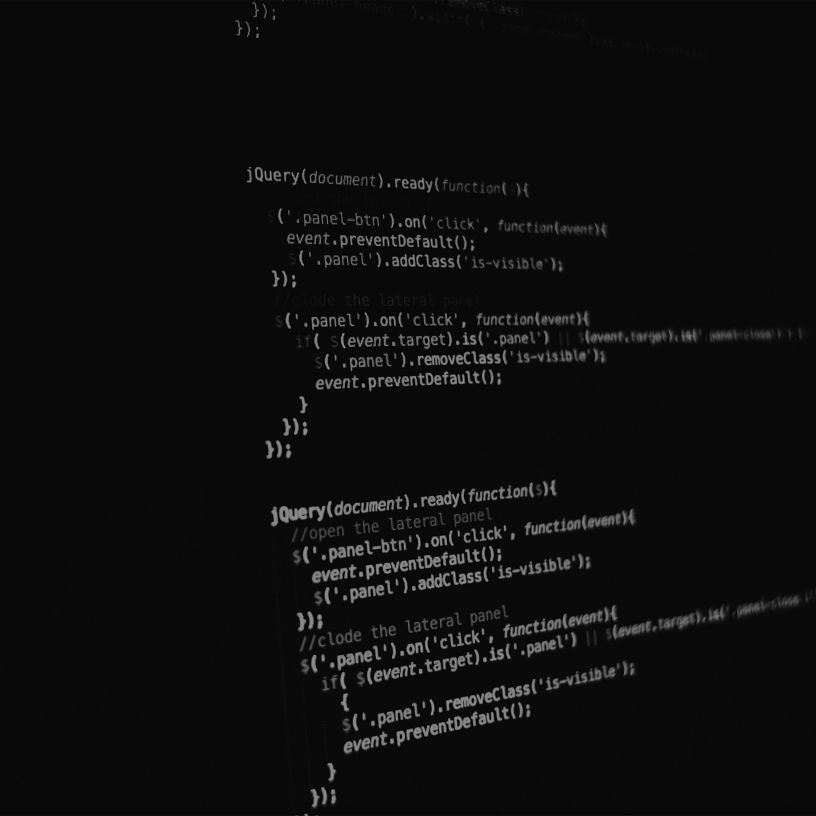 });
});
jQuery(document).ready(function( ){
$('.panel-btn').on('click', function(event){
event.preventDefault();
$('.panel').addClass('is-visible');
});
//clode the lateral panel
$('.panel').on('click', function(event){
if( $(event.target).is('.panel') || $(event.target).is('.panel-close') ) {
$('.panel').removeClass('is-visible');
event.preventDefault();
}
});
});
jQuery(document).ready(function($){
//open the lateral panel
$('.panel-btn').on('click', function(event){
event.preventDefault();
$('.panel').addClass('is-visible');
});
//clode the lateral panel
$('.panel').on('click', function(event){
if( $(event.target).is('.panel') || $(event.target).is('.panel-close
{
$('.panel').removeClass('is-visible');
event.preventDefault();
}
});